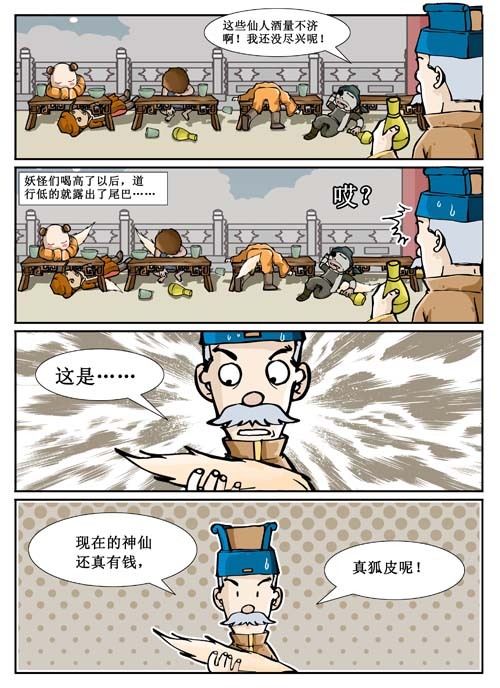 这些仙人酒量不济
啊！我还没尽兴呢！
妖怪们喝高了以后，道
行低的就露出了尾巴……
哎？
这是……
现在的神仙
还真有钱，
真狐皮呢！